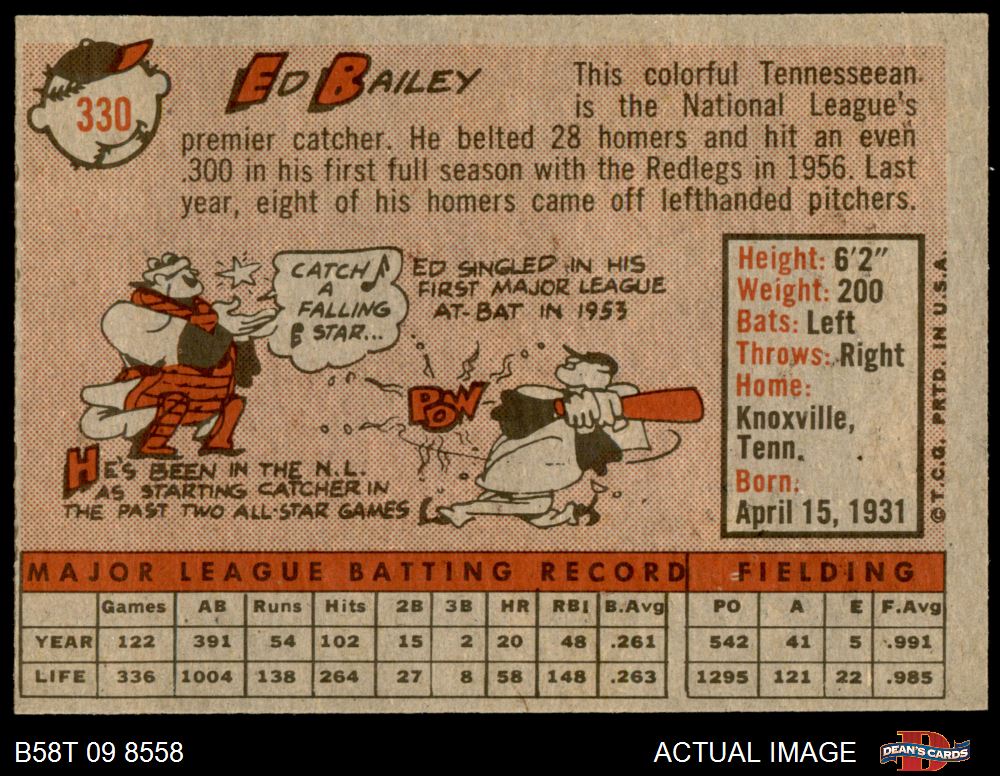 330
ED BAILEY
This colorful Tennesseean
is the National League's
premier catcher. He belted 28 homers and hit an even
.300 in his first full season with the Redlegs in 1956. Last
year, eight of his homers came off lefthanded pitchers.
CATCH
A
FALLING
STAR...
ED SINGLED IN HIS
FIRST MAJOR LEAGUE
AT-BAT IN 1953
POW
HE'S BEEN IN THE N.L.
AS STARTING CATCHER IN
THE PAST TWO ALL-STAR GAMES
Height: 6'2"
Weight: 200
Bats: Left
Throws: Right
Home:
Knoxville,
Tenn.
Born:
April 15, 1931
©T.C.G. PRTD. IN U.S.A.
MAJOR LEAGUE BATTING RECORD FIELDING
Games AB Runs Hits 2B 3B HR RBI B.Avg PO A E F.Avg
YEAR 122 391 54 102 15 2 20 48 .261 542 41 5 .991
LIFE 336 1004 138 264 27 8 58 148 .263 1295 121 22 .985
B58T 09 8558
ACTUAL IMAGE
D
DEAN'S CARDS